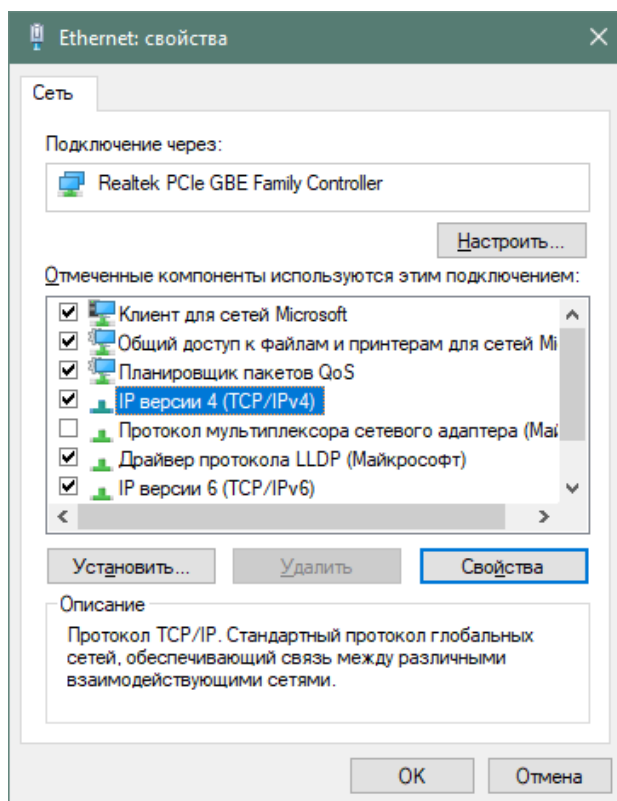 Ethernet: свойства
Сеть
Подключение через:
Realtek PCIe GBE Family Controller
Настроить...
Отмеченные компоненты используются этим подключением:
Клиент для сетей Microsoft
Общий доступ к файлам и принтерам для сетей Mi
Планировщик пакетов QoS
IP версии 4 (TCP/IPv4)
Протокол мультиплексора сетевого адаптера (Май
Драйвер протокола LLDP (Майкрософт)
IP версии 6 (TCP/IPv6)
Установить...
Удалить
Свойства
Описание
Протокол TCP/IP. Стандартный протокол глобальных
сетей, обеспечивающий связь между различными
взаимодействующими сетями.
OK
Отмена